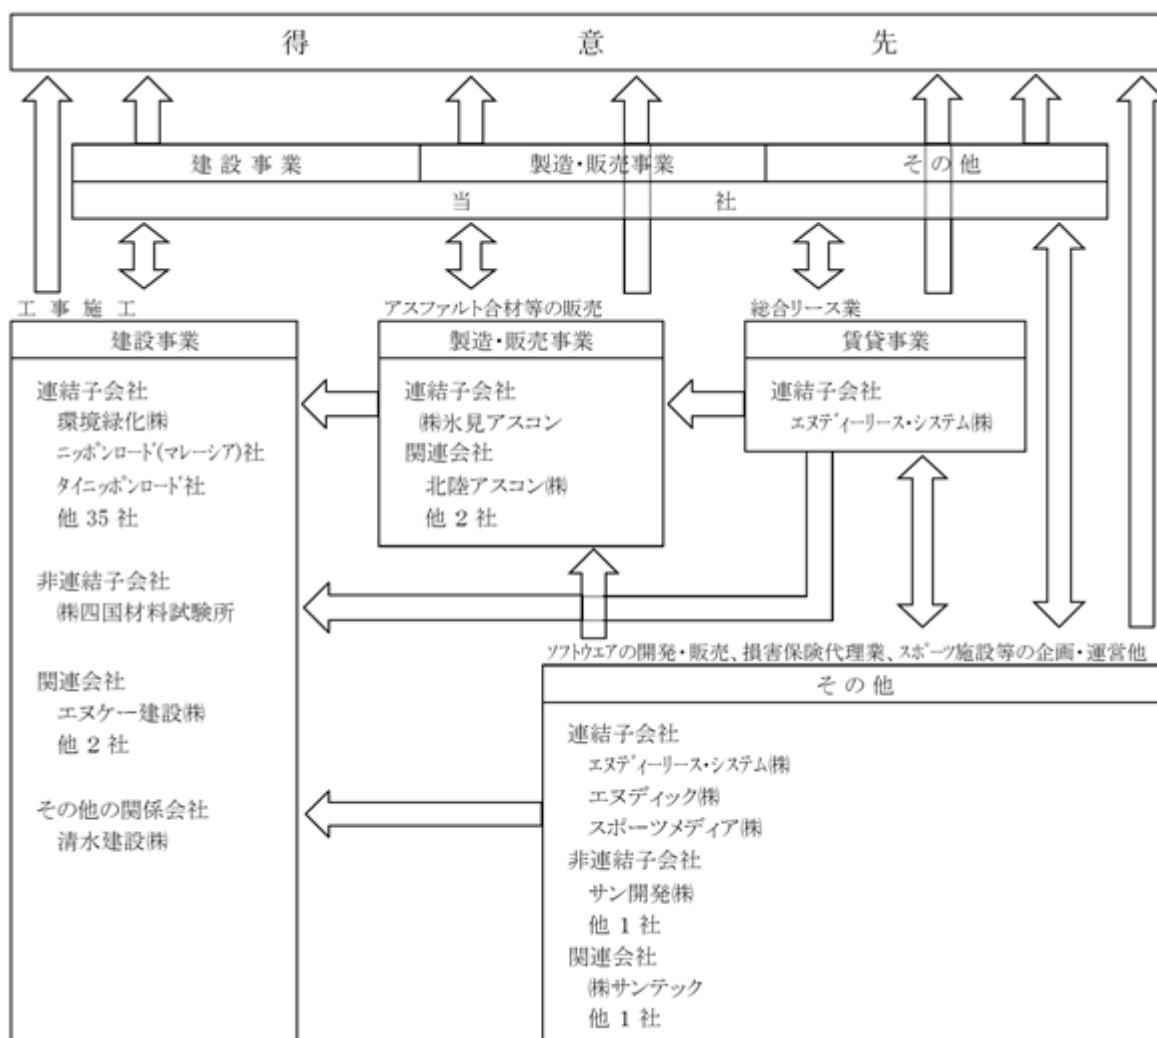 得意先
建設事業
製造・販売事業
その他
当社
工事施工
建設事業
連結子会社
環境緑化㈱
ニッポンロード(マレーシア)社
タイニッポンロード社
他 35 社
非連結子会社
㈱四国材料試験所
関連会社
エヌケー建設㈱
他 2 社
その他の関係会社
清水建設㈱
アスファルト合材等の販売
製造・販売事業
連結子会社
㈱氷見アスコン
関連会社
北陸アスコン㈱
他 2 社
総合リース業
賃貸事業
連結子会社
エヌディーリース・システム㈱
ソフトウエアの開発・販売、損害保険代理業、スポーツ施設等の企画・運営他
その他
連結子会社
エヌディーリース・システム㈱
エヌディック㈱
スポーツメディア㈱
非連結子会社
サン開発㈱
他 1 社
関連会社
㈱サンテック
他 1 社